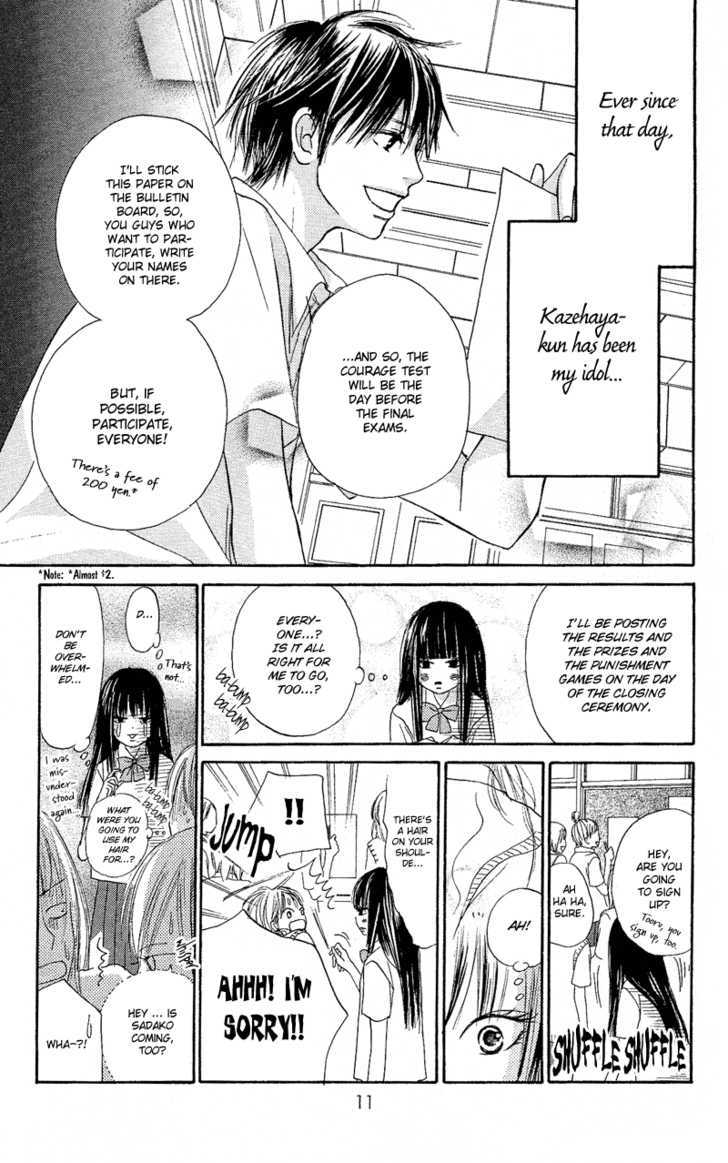 Ever since
that day,
Kazehaya-
kun has been
my idol...
...AND SO, THE
COURAGE TEST
WILL BE THE
DAY BEFORE
THE FINAL
EXAMS.
I'LL STICK
THIS PAPER ON
THE BULLETIN
BOARD, SO,
YOU GUYS WHO
WANT TO PAR-
TICIPATE, WRITE
YOUR NAMES
ON THERE.
BUT, IF
POSSIBLE,
PARTICIPATE,
EVERYONE!
There's a fee of
200 yen.*
*Note: *Almost $2.
I'LL BE POSTING
THE RESULTS AND
THE PRIZES AND
THE PUNISHMENT
GAMES ON THE DAY
OF THE CLOSING
CEREMONY.
EVERY-
ONE...?
IS IT ALL
RIGHT FOR
ME TO GO,
TOO...?
ba-bump
ba-bump
HEY,
ARE YOU
GOING
TO SIGN
UP?
Tooru, you
sign up, too.
AH
HA HA,
SURE.
SHUFFLE SHUFFLE
AH!
THERE'S
A HAIR
ON YOUR
SHOUL-
DE...
!!
JUMP
AHHH! I'M
SORRY!!
D...
That's
not...
DON'T
BE
OVER-
WHELM-
ED...
I was
mis-
under-
stood
again...
ba-bump
ba-bump
WHAT
WERE YOU
GOING TO
USE MY
HAIR
FOR...?
HEY ... IS
SADAKO
COMING,
TOO?
WHA-?!
11